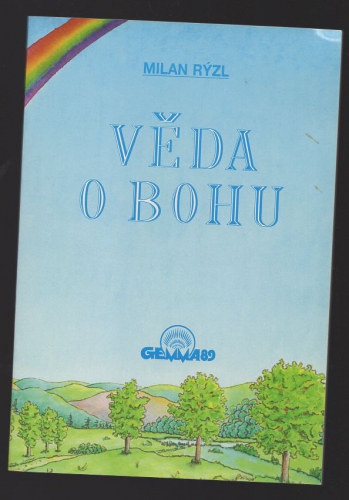 MILAN RÝZL
VĚDA
O BOHU
GEMMA89